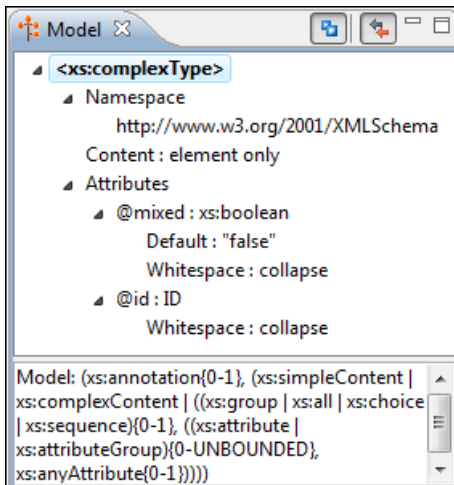 Model
<xs:complexType>
Namespace
http://www.w3.org/2001/XMLSchema
Content : element only
Attributes
@mixed : xs:boolean
Default : "false"
Whitespace : collapse
@id : ID
Whitespace : collapse
Model: (xs:annotation{0-1}, (xs:simpleContent |
xs:complexContent | ((xs:group | xs:all | xs:choice
| xs:sequence){0-1}, ((xs:attribute |
xs:attributeGroup){0-UNBOUNDED},
xs:anyAttribute{0-1}))))